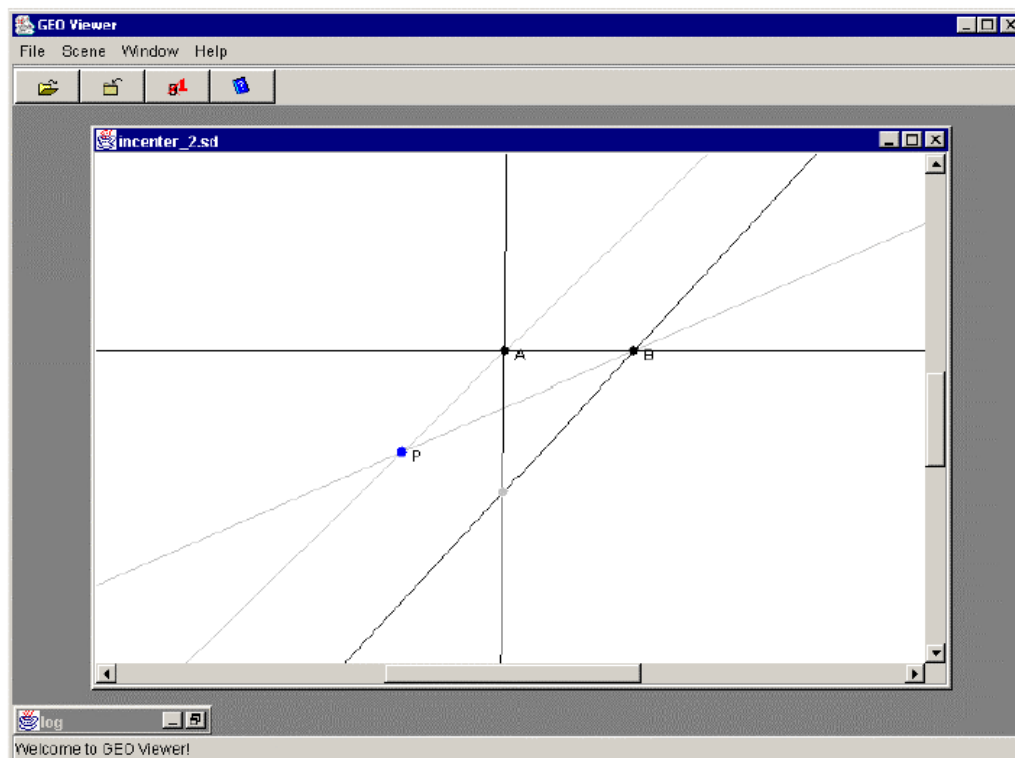 GEO Viewer
File Scene Window Help
incenter_2.sd
A
B
P
log
Welcome to GEO Viewer!